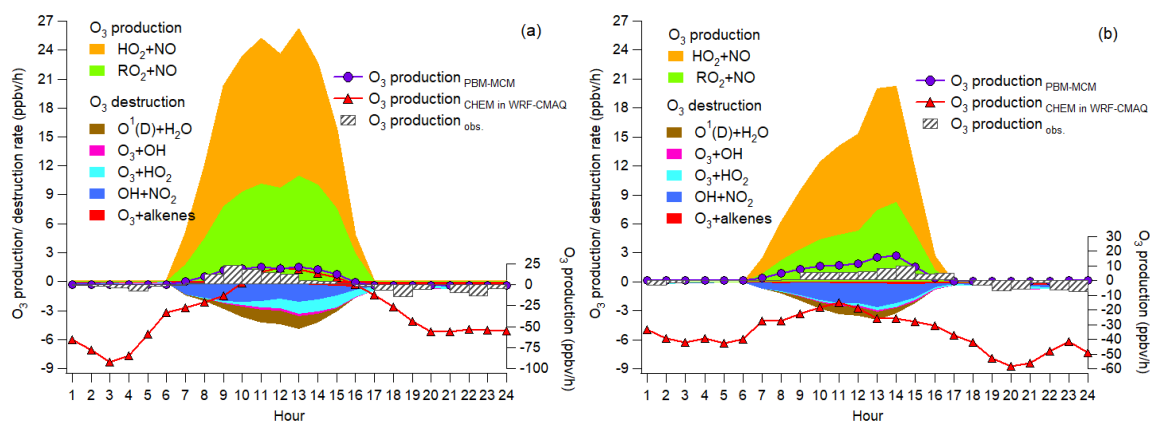 27
24
21
18
15
12
9
6
3
0
-3
-6
-9
O3 production/ destruction rate (ppbv/h)
(a)
O3 production
HO2+NO
RO2+NO
O3 destruction
O1(D)+H2O
O3+OH
O3+HO2
OH+NO2
O3+alkenes
O3 production PBM-MCM
O3 production CHEM in WRF-CMAQ
O3 production obs.
25
0
-25
-50
-75
-100
O3 production (ppbv/h)
1 2 3 4 5 6 7 8 9 10 11 12 13 14 15 16 17 18 19 20 21 22 23 24
Hour
27
24
21
18
15
12
9
6
3
0
-3
-6
-9
O3 production/ destruction rate (ppbv/h)
(b)
O3 production
HO2+NO
RO2+NO
O3 destruction
O1(D)+H2O
O3+OH
O3+HO2
OH+NO2
O3+alkenes
O3 production PBM-MCM
O3 production CHEM in WRF-CMAQ
O3 production obs.
30
20
10
0
-10
-20
-30
-40
-50
-60
O3 production (ppbv/h)
1 2 3 4 5 6 7 8 9 10 11 12 13 14 15 16 17 18 19 20 21 22 23 24
Hour